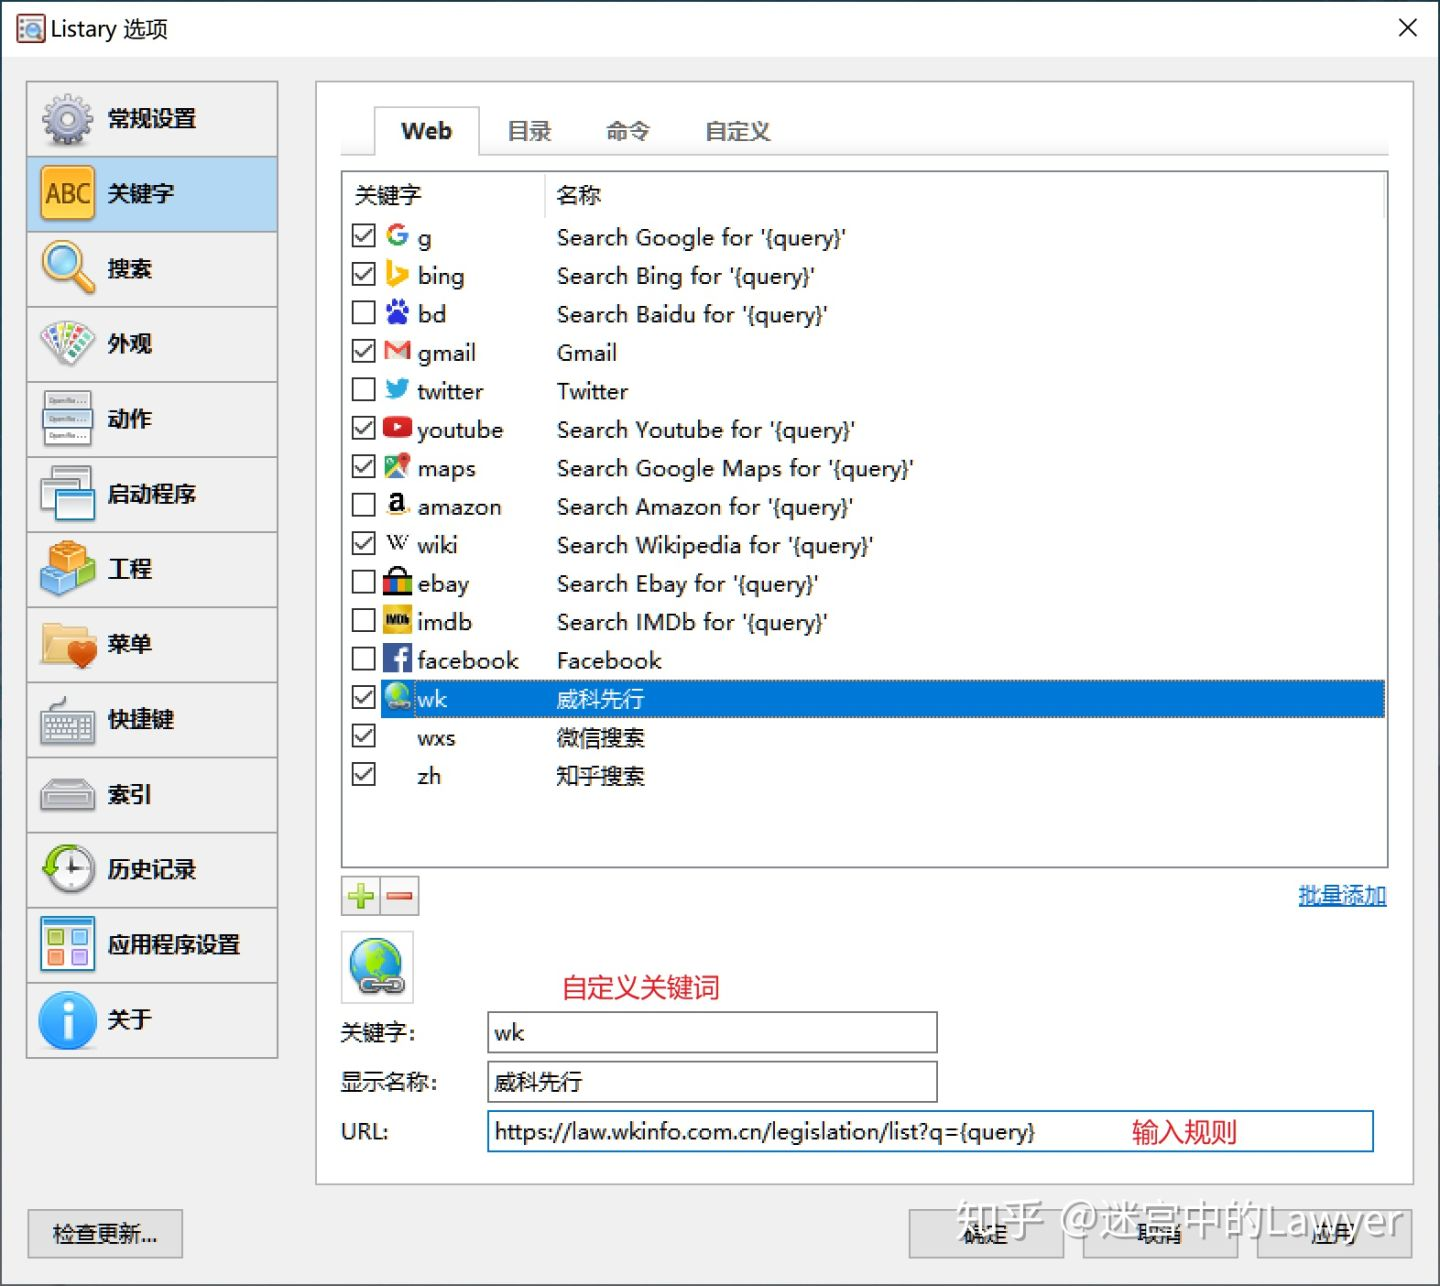 Listary 选项
常规设置
ABC 关键字
搜索
外观
动作
启动程序
工程
菜单
快捷键
索引
历史记录
应用程序设置
关于
Web 目录 命令 自定义
关键字 名称
g Search Google for '{query}'
bing Search Bing for '{query}'
bd Search Baidu for '{query}'
gmail Gmail
twitter Twitter
youtube Search Youtube for '{query}'
maps Search Google Maps for '{query}'
amazon Search Amazon for '{query}'
wiki Search Wikipedia for '{query}'
ebay Search Ebay for '{query}'
imdb Search IMDb for '{query}'
facebook Facebook
wk 威科先行
wxs 微信搜索
zh 知乎搜索
批量添加
自定义关键词
关键字: wk
显示名称: 威科先行
URL: https://law.wkinfo.com.cn/legislation/list?q={query} 输入规则
检查更新... 确定 取消 应用
知乎 @迷宫中的Lawyer